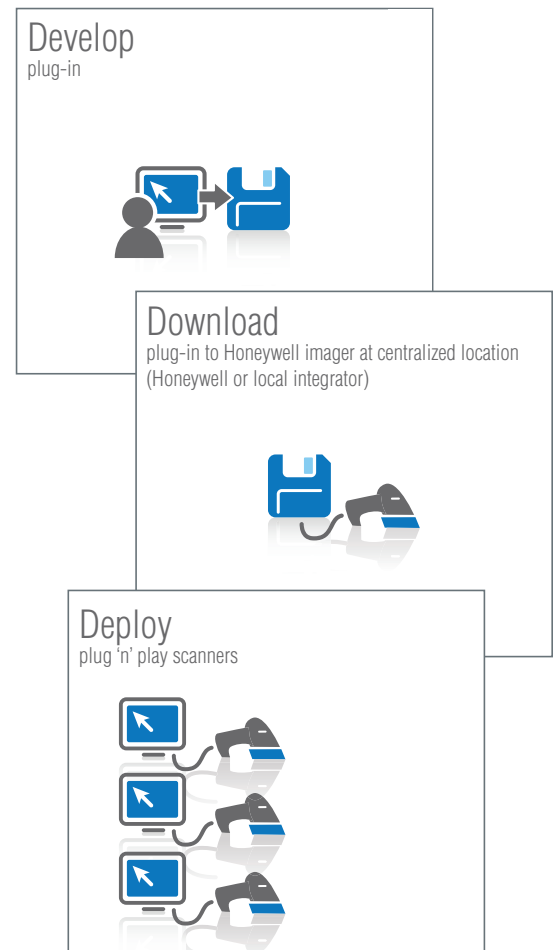 Develop
plug-in
Download
plug-in to Honeywell imager at centralized location
(Honeywell or local integrator)
Deploy
plug ‘n’ play scanners